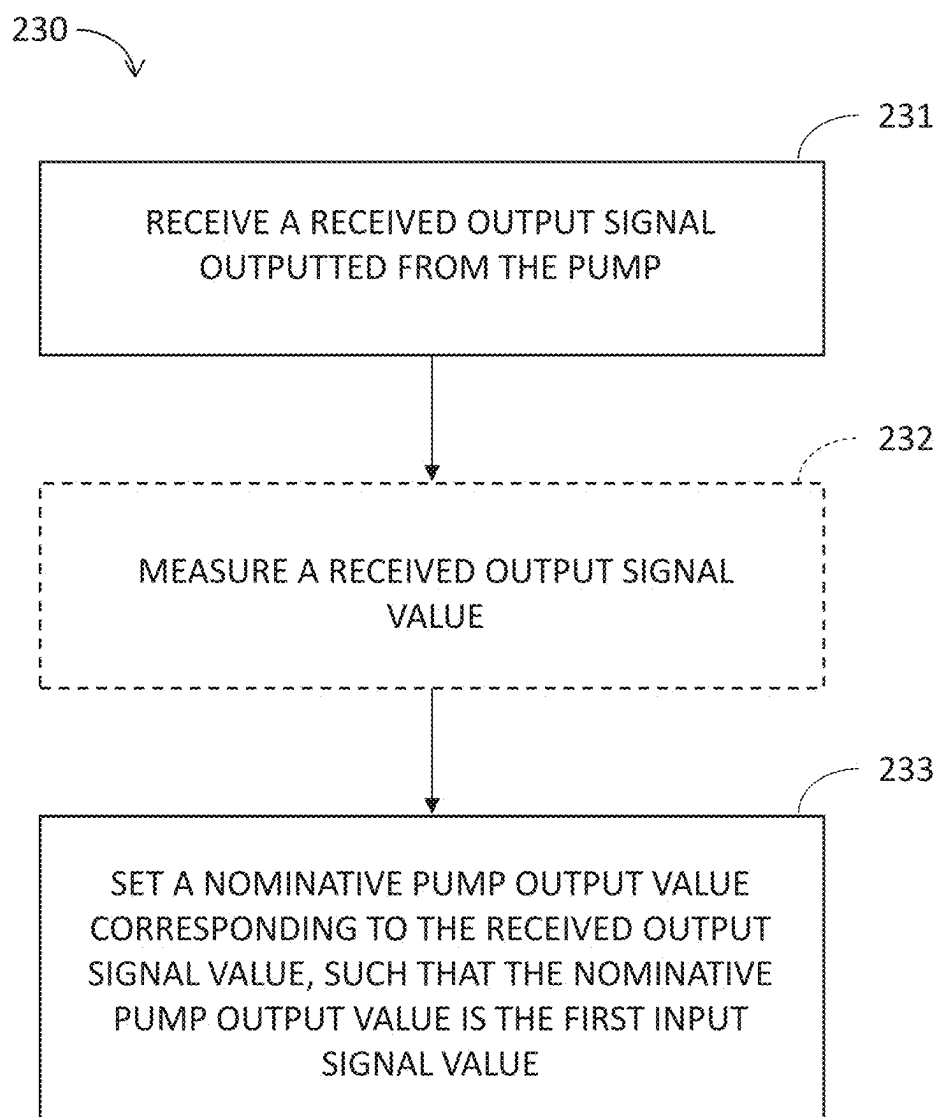 230
231
RECEIVE A RECEIVED OUTPUT SIGNAL
OUTPUTTED FROM THE PUMP
232
MEASURE A RECEIVED OUTPUT SIGNAL
VALUE
233
SET A NOMINATIVE PUMP OUTPUT VALUE
CORRESPONDING TO THE RECEIVED OUTPUT
SIGNAL VALUE, SUCH THAT THE NOMINATIVE
PUMP OUTPUT VALUE IS THE FIRST INPUT
SIGNAL VALUE